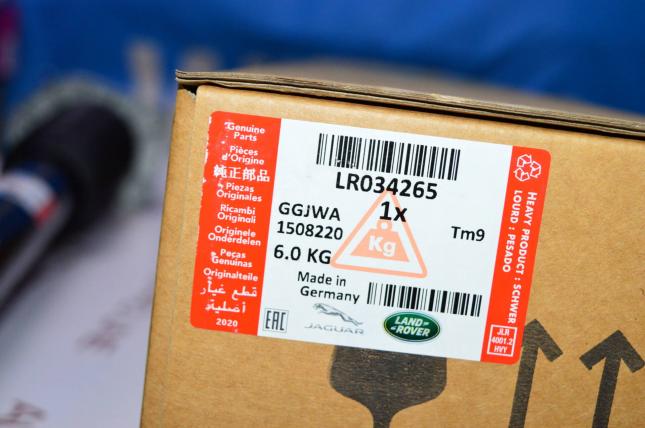 Genuine
Parts
Pièces
d'Origine
純正部品
Piezas
Originales
Ricambi
Originali
Originele
Onderdelen
Peças
Genuinas
Originalteile
قطع غيار
أصلية
2020
LR034265
1x
GGJWA
1508220
Tm9
6.0 KG
Kg
Made in
Germany
EAC
JAGUAR
LAND-
ROVER
HEAVY PRODUCT : SCHWER
LOURD : PESADO
JLR
4001.2
HVY